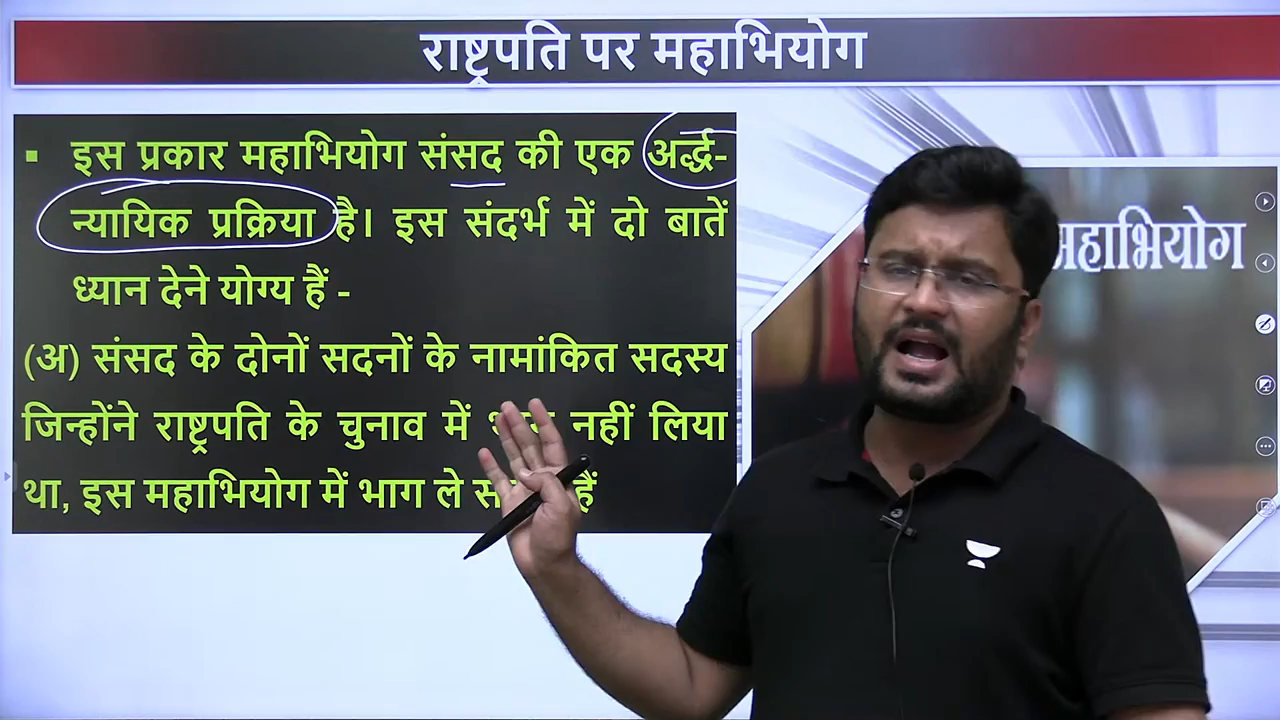 राष्ट्रपति पर महाभियोग
▪ इस प्रकार महाभियोग संसद की एक अर्द्ध-
न्यायिक प्रक्रिया है। इस संदर्भ में दो बातें
ध्यान देने योग्य हैं -
(अ) संसद के दोनों सदनों के नामांकित सदस्य
जिन्होंने राष्ट्रपति के चुनाव में नहीं लिया
था, इस महाभियोग में भाग ले हैं
महाभियोग